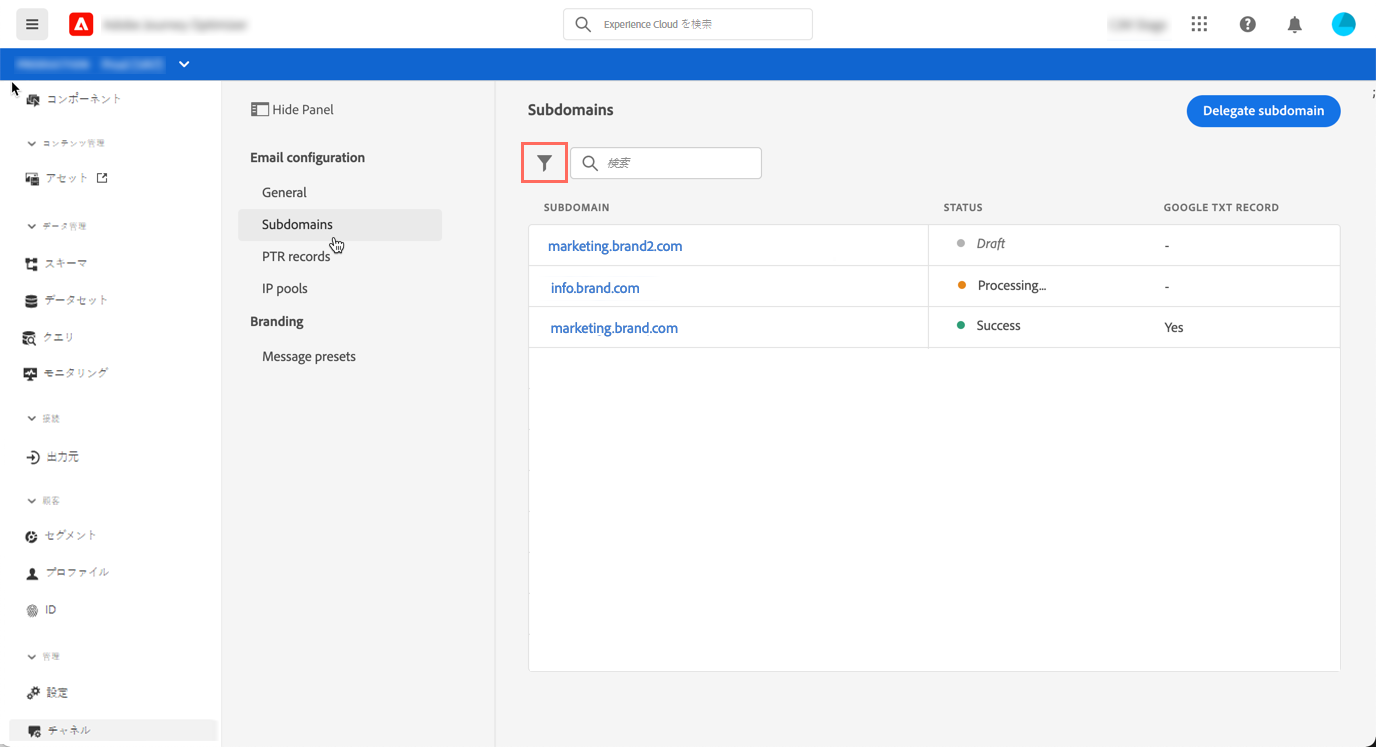 Experience Cloud を検索
コンポーネント
コンテンツ管理
アセット
データ管理
スキーマ
データセット
クエリ
モニタリング
接続
出力元
顧客
セグメント
プロファイル
ID
管理
設定
チャネル
Hide Panel
Email configuration
General
Subdomains
PTR records
IP pools
Branding
Message presets
Subdomains
Delegate subdomain
検索
SUBDOMAIN STATUS GOOGLE TXT RECORD
marketing.brand2.com Draft -
info.brand.com Processing... -
marketing.brand.com Success Yes